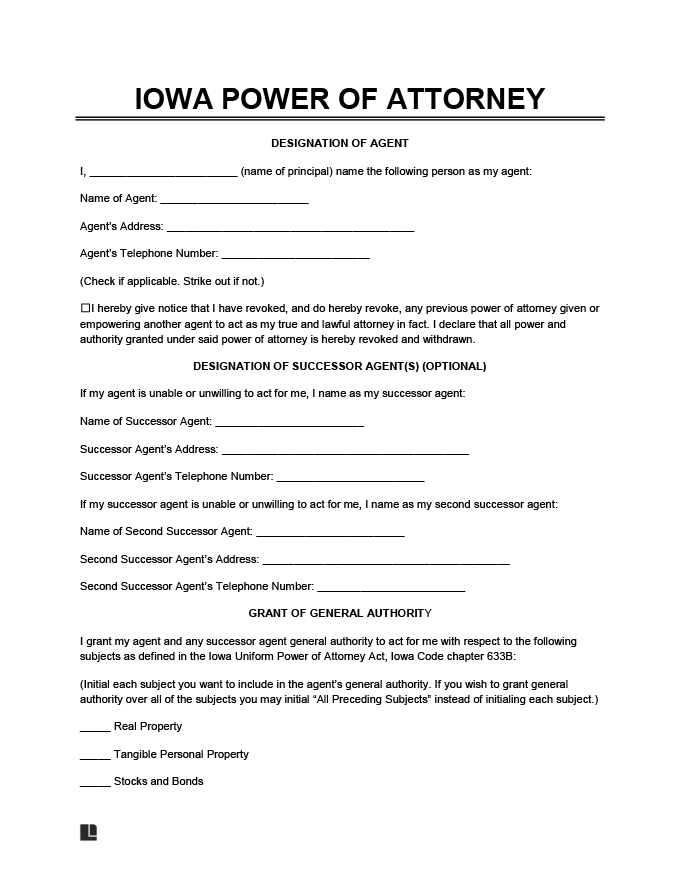 IOWA POWER OF ATTORNEY
DESIGNATION OF AGENT
I, ________________________ (name of principal) name the following person as my agent:
Name of Agent: ________________________
Agent’s Address: ________________________________________
Agent’s Telephone Number: ________________________
(Check if applicable. Strike out if not.)
☐I hereby give notice that I have revoked, and do hereby revoke, any previous power of attorney given or
empowering another agent to act as my true and lawful attorney in fact. I declare that all power and
authority granted under said power of attorney is hereby revoked and withdrawn.
DESIGNATION OF SUCCESSOR AGENT(S) (OPTIONAL)
If my agent is unable or unwilling to act for me, I name as my successor agent:
Name of Successor Agent: ________________________
Successor Agent’s Address: ________________________________________
Successor Agent’s Telephone Number: ________________________
If my successor agent is unable or unwilling to act for me, I name as my second successor agent:
Name of Second Successor Agent: ________________________
Second Successor Agent’s Address: ________________________________________
Second Successor Agent’s Telephone Number: ________________________
GRANT OF GENERAL AUTHORITY
I grant my agent and any successor agent general authority to act for me with respect to the following
subjects as defined in the Iowa Uniform Power of Attorney Act, Iowa Code chapter 633B:
(Initial each subject you want to include in the agent’s general authority. If you wish to grant general
authority over all of the subjects you may initial “All Preceding Subjects” instead of initialing each subject.)
_____ Real Property
_____ Tangible Personal Property
_____ Stocks and Bonds